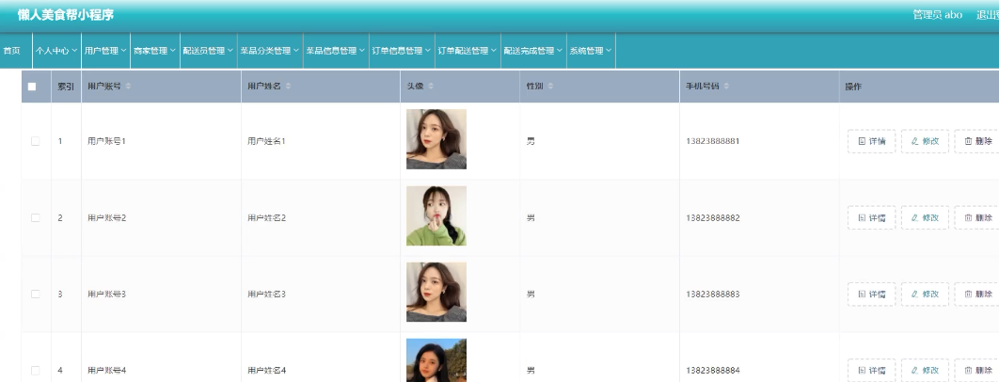 懒人美食帮小程序
管理员 abo 退出登
首页 个人中心 用户管理 商家管理 配送员管理 菜品分类管理 菜品信息管理 订单信息管理 订单配送管理 配送完成管理 系统管理
索引 用户账号 用户姓名 头像 性别 手机号码 操作
1 用户账号1 用户姓名1 男 13823888881 详情 修改 删除
2 用户账号2 用户姓名2 男 13823888882 详情 修改 删除
3 用户账号3 用户姓名3 男 13823888883 详情 修改 删除
4 用户账号4 用户姓名4 男 13823888884 详情 修改 删除